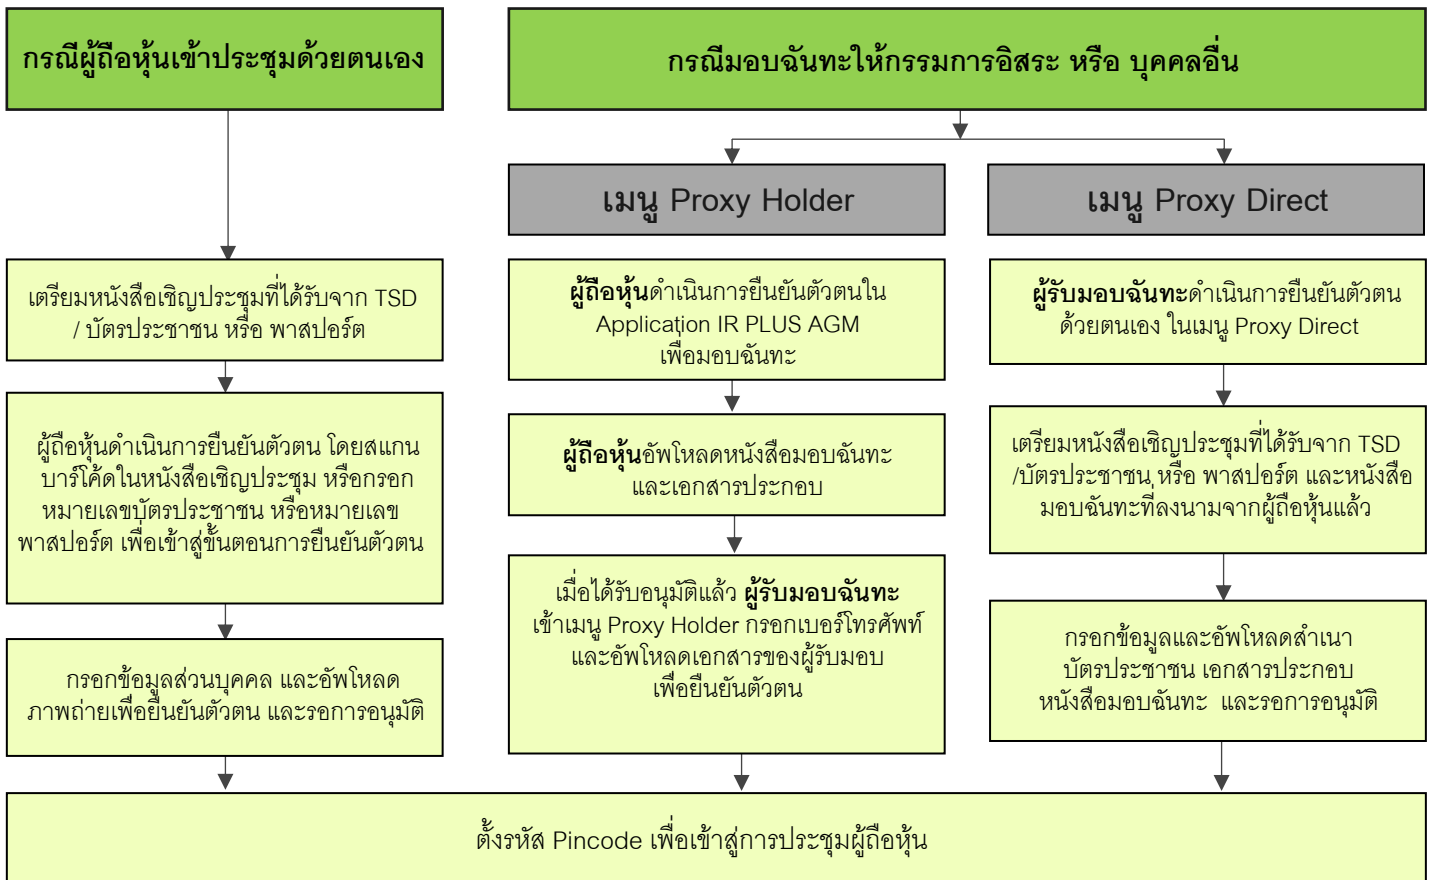 กรณีผู้ถือหุ้นเข้าประชุมด้วยตนเอง
กรณีมอบฉันทะให้กรรมการอิสระ หรือ บุคคลอื่น
เมนู Proxy Holder
เมนู Proxy Direct
เตรียมหนังสือเชิญประชุมที่ได้รับจาก TSD
/ บัตรประชาชน หรือ พาสปอร์ต
ผู้ถือหุ้นดำเนินการยืนยันตัวตน โดยสแกน
บาร์โค้ดในหนังสือเชิญประชุม หรือกรอก
หมายเลขบัตรประชาชน หรือหมายเลข
พาสปอร์ต เพื่อเข้าสู่ขั้นตอนการยืนยันตัวตน
กรอกข้อมูลส่วนบุคคล และอัพโหลด
ภาพถ่ายเพื่อยืนยันตัวตน และรอการอนุมัติ
ผู้ถือหุ้นดำเนินการยืนยันตัวตนใน
Application IR PLUS AGM
เพื่อมอบฉันทะ
ผู้ถือหุ้นอัพโหลดหนังสือมอบฉันทะ
และเอกสารประกอบ
เมื่อได้รับอนุมัติแล้ว ผู้รับมอบฉันทะ
เข้าเมนู Proxy Holder กรอกเบอร์โทรศัพท์
และอัพโหลดเอกสารของผู้รับมอบ
เพื่อยืนยันตัวตน
ผู้รับมอบฉันทะดำเนินการยืนยันตัวตน
ด้วยตนเอง ในเมนู Proxy Direct
เตรียมหนังสือเชิญประชุมที่ได้รับจาก TSD
/บัตรประชาชน หรือ พาสปอร์ต และหนังสือ
มอบฉันทะที่ลงนามจากผู้ถือหุ้นแล้ว
กรอกข้อมูลและอัพโหลดสำเนา
บัตรประชาชน เอกสารประกอบ
หนังสือมอบฉันทะ และรอการอนุมัติ
ตั้งรหัส Pincode เพื่อเข้าสู่การประชุมผู้ถือหุ้น